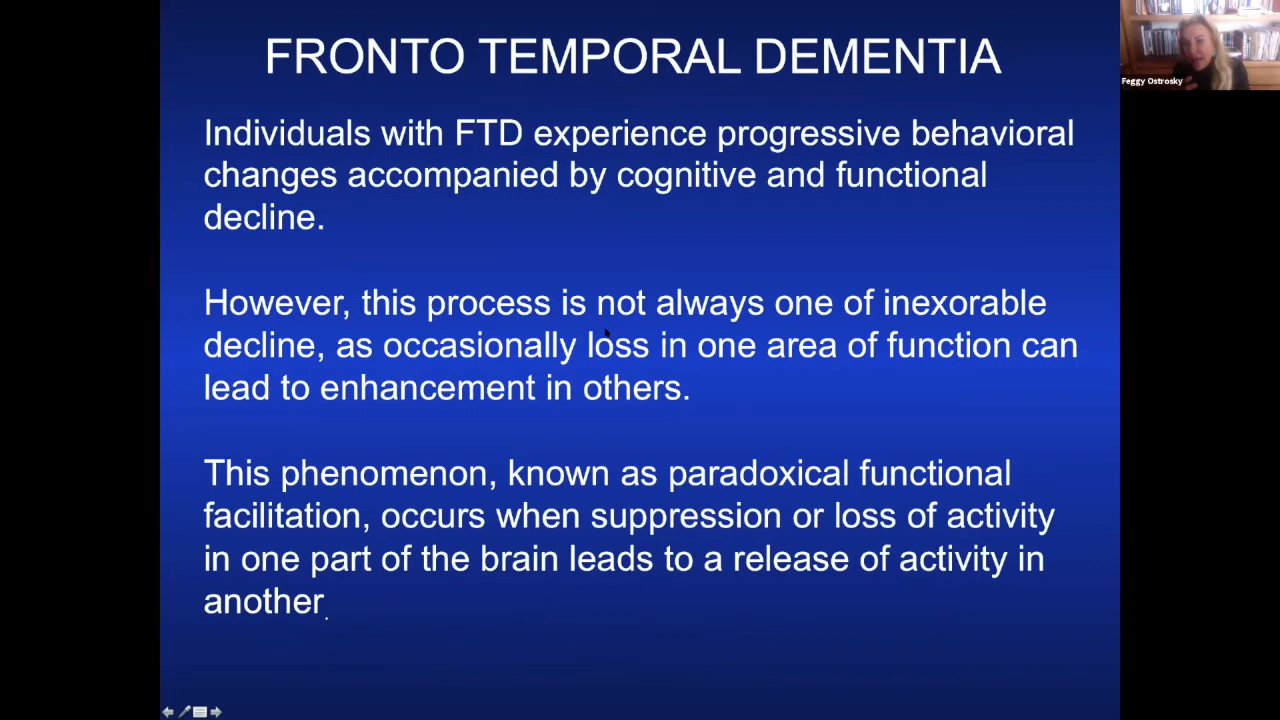 FRONTO TEMPORAL DEMENTIA
Individuals with FTD experience progressive behavioral
changes accompanied by cognitive and functional
decline.
However, this process is not always one of inexorable
decline, as occasionally loss in one area of function can
lead to enhancement in others.
This phenomenon, known as paradoxical functional
facilitation, occurs when suppression or loss of activity
in one part of the brain leads to a release of activity in
another.
Feggy Ostrosky